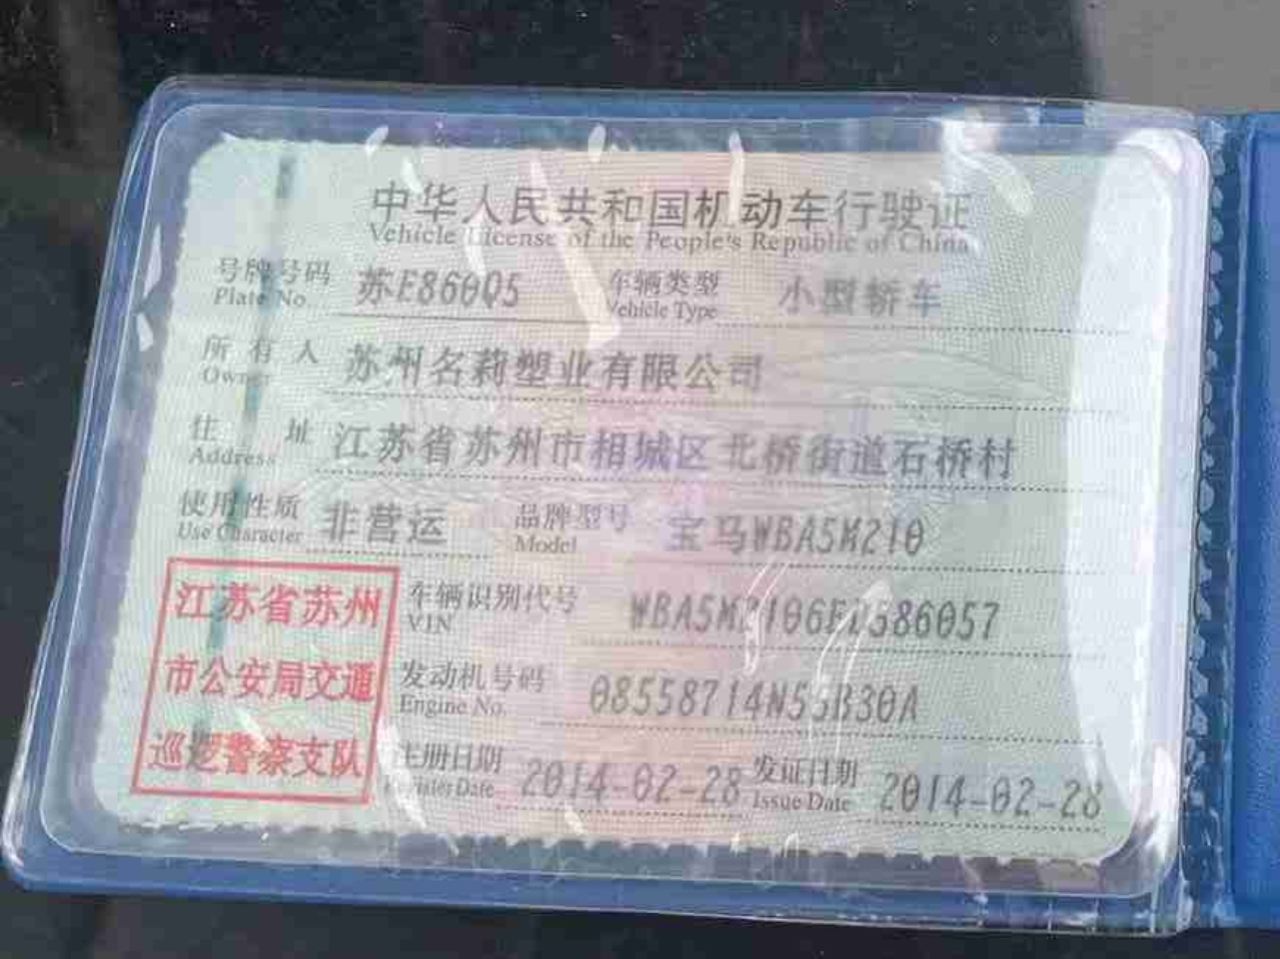 中华人民共和国机动车行驶证
Vehicle License of the People's Republic of China
号牌号码 苏E860Q5 车辆类型 小型轿车
Plate No. Vehicle Type
所有人 苏州名莉塑业有限公司
Owner
住址 江苏省苏州市相城区北桥街道石桥村
Address
使用性质 非营运 品牌型号 宝马WBA5M210
Use Character Model
江苏省苏州
市公安局交通
巡逻警察支队
车辆识别代号
VIN
发动机号码 08558714N55B30A
Engine No.
注册日期 2014-02-28 发证日期 2014-02-28
Register Date Issue Date